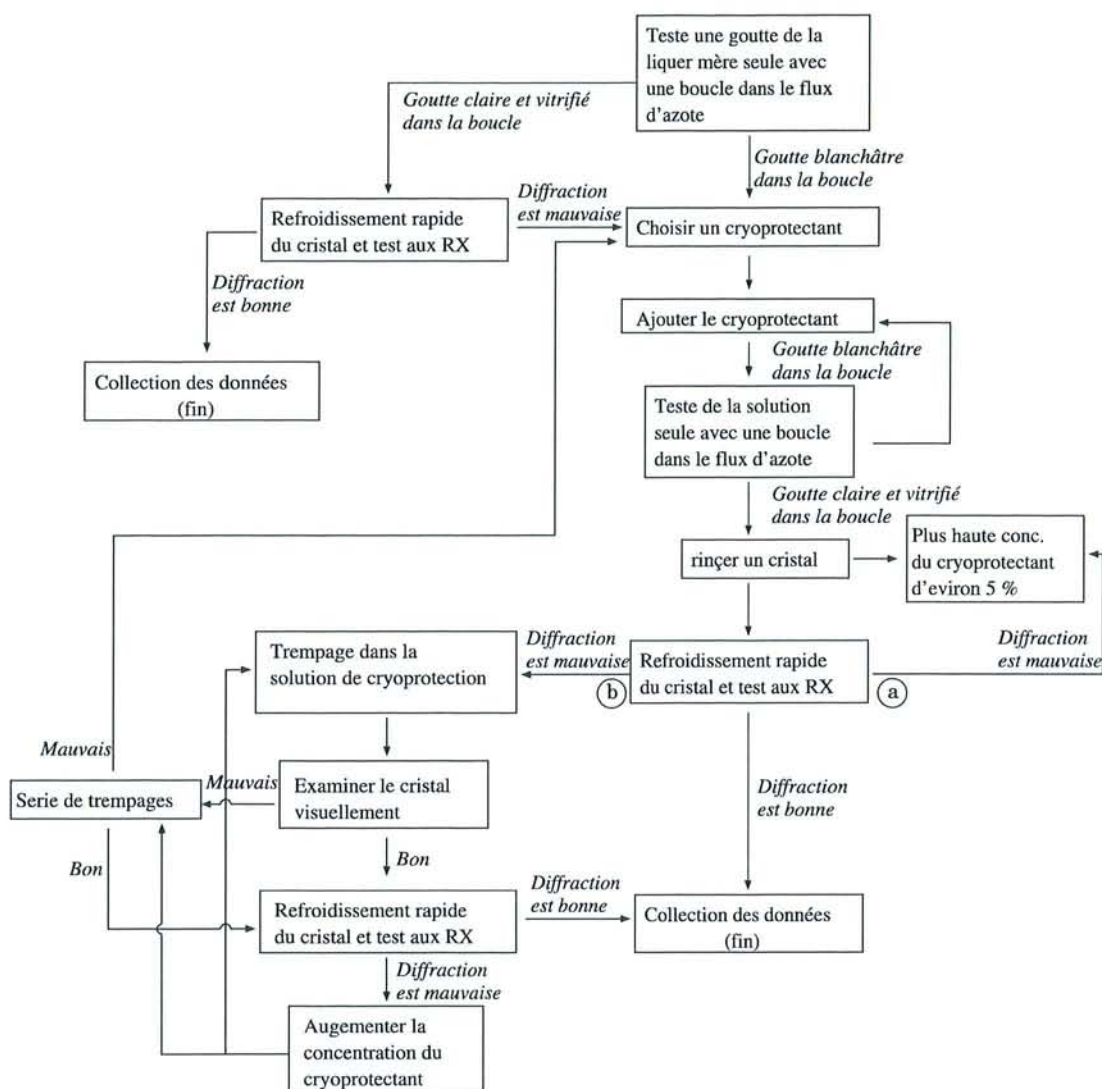 Teste une goutte de la
liquer mère seule avec
une boucle dans le flux
d'azote
Goutte claire et vitrifié
dans la boucle
Goutte blanchâtre
dans la boucle
Refroidissement rapide
du cristal et test aux RX
Diffraction
est mauvaise
Choisir un cryoprotectant
Diffraction
est bonne
Ajouter le cryoprotectant
Goutte blanchâtre
dans la boucle
Collection des données
(fin)
Teste de la solution
seule avec une boucle
dans le flux d'azote
Goutte claire et vitrifié
dans la boucle
rinçer un cristal
Plus haute conc.
du cryoprotectant
d'eviron 5 %
Trempage dans la
solution de cryoprotection
Diffraction
est mauvaise
b
Refroidissement rapide
du cristal et test aux RX
a
Diffraction
est mauvaise
Mauvais
Serie de trempages
Mauvais
Examiner le cristal
visuellement
Diffraction
est bonne
Bon
Bon
Refroidissement rapide
du cristal et test aux RX
Diffraction
est bonne
Collection des données
(fin)
Diffraction
est mauvaise
Augementer la
concentration du
cryoprotectant